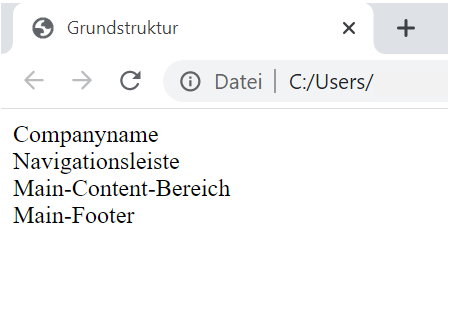 Grundstruktur
Datei | C:/Users/
Companyname
Navigationsleiste
Main-Content-Bereich
Main-Footer